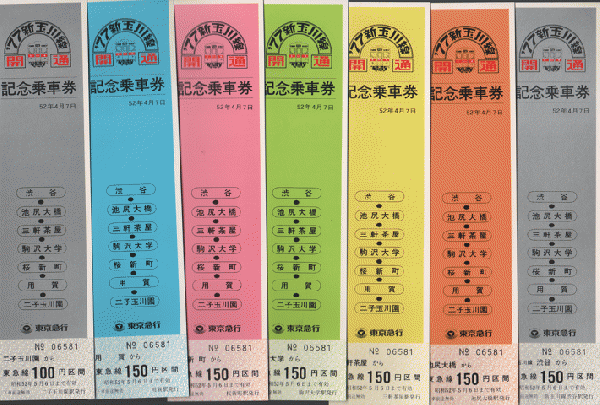 '77新玉川線
開通
記念乗車券
52年4月7日
渋谷
池尻大橋
三軒茶屋
駒沢大学
桜新町
用賀
二子玉川園
東京急行
No 06581
二子玉川園 から
東急線100円区間
'77新玉川線
開通
記念乗車券
52年4月7日
渋谷
池尻大橋
三軒茶屋
駒沢大学
桜新町
用賀
二子玉川園
東京急行
No C6581
用賀 から
東急線150円区間
'77新玉川線
開通
記念乗車券
52年4月7日
渋谷
池尻大橋
三軒茶屋
駒沢大学
桜新町
用賀
二子玉川園
東京急行
No C6581
新町 から
東急線150円区間
'77新玉川線
開通
記念乗車券
52年4月7日
渋谷
池尻大橋
三軒茶屋
駒沢大学
桜新町
用賀
二子玉川園
東京急行
No 05581
大学 から
東急線150円区間
'77新玉川線
開通
記念乗車券
52年4月7日
渋谷
池尻大橋
三軒茶屋
駒沢大学
桜新町
用賀
二子玉川園
東京急行
No 06581
軒茶屋 から
急線150円区間
'77新玉川線
開通
記念乗車券
52年4月7日
渋谷
池尻大橋
三軒茶屋
駒沢大学
桜新町
用賀
二子玉川園
東京急行
No 06581
池尻大橋 から
東急線150円区間
'77新玉川線
開通
記念乗車券
52年4月7日
渋谷
池尻大橋
三軒茶屋
駒沢大学
桜新町
用賀
二子玉川園
東京急行
No 06581
渋谷 から
東急線150円区間